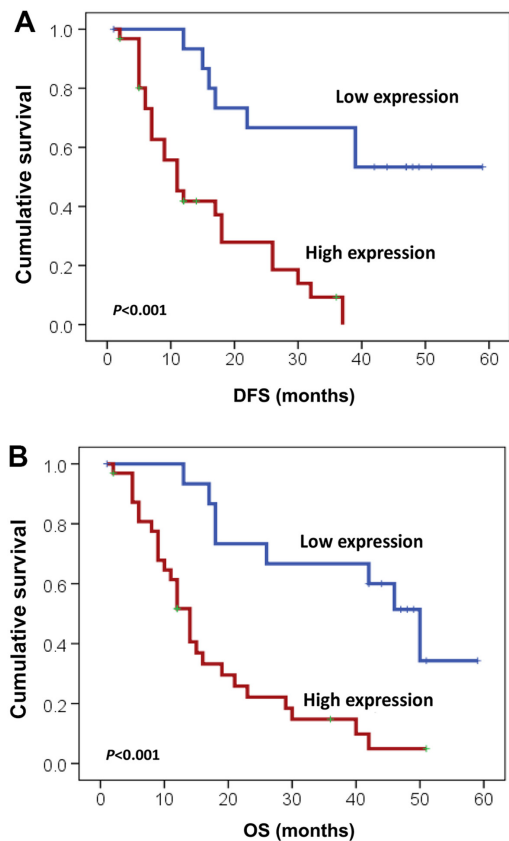 A
1.0
0.8
0.6
0.4
0.2
0.0
Cumulative survival
Low expression
High expression
P<0.001
0 10 20 30 40 50 60
DFS (months)
B
1.0
0.8
0.6
0.4
0.2
0.0
Cumulative survival
Low expression
High expression
P<0.001
0 10 20 30 40 50 60
OS (months)